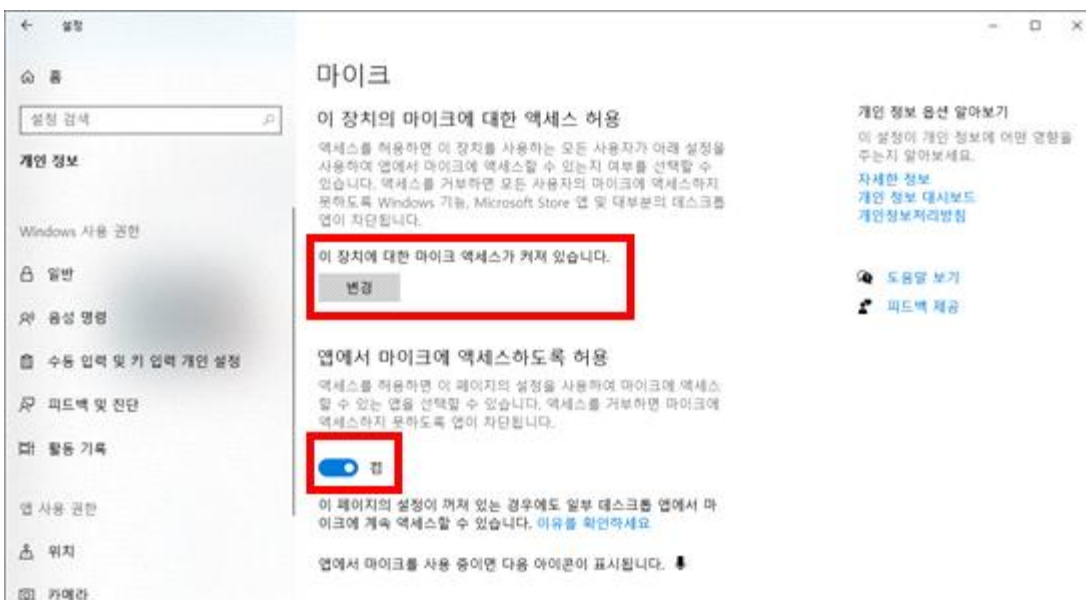 설정
홈
설정 검색
개인 정보
Windows 사용 권한
일반
음성 명령
수동 입력 및 키 입력 개인 설정
피드백 및 진단
활동 기록
앱 사용 권한
위치
카메라
마이크
이 장치의 마이크에 대한 액세스 허용
액세스를 허용하면 이 장치를 사용하는 모든 사용자가 아래 설정을
사용하여 앱에서 마이크에 액세스할 수 있는지 여부를 선택할 수
있습니다. 액세스를 거부하면 모든 사용자의 마이크에 액세스하지
못하도록 Windows 기능, Microsoft Store 앱 및 대부분의 데스크톱
앱이 차단됩니다.
이 장치에 대한 마이크 액세스가 켜져 있습니다.
변경
앱에서 마이크에 액세스하도록 허용
액세스를 허용하면 이 페이지의 설정을 사용하여 마이크에 액세스
할 수 있는 앱을 선택할 수 있습니다. 액세스를 거부하면 마이크에
액세스하지 못하도록 앱이 차단됩니다.
켬
이 페이지의 설정이 꺼져 있는 경우에도 일부 데스크톱 앱에서 마
이크에 계속 액세스할 수 있습니다. 이유를 확인하세요
앱에서 마이크를 사용 중이면 다음 아이콘이 표시됩니다.
개인 정보 옵션 알아보기
이 설정이 개인 정보에 어떤 영향을
주는지 알아보세요.
자세한 정보
개인 정보 대시보드
개인정보처리방침
도움말 보기
피드백 제공